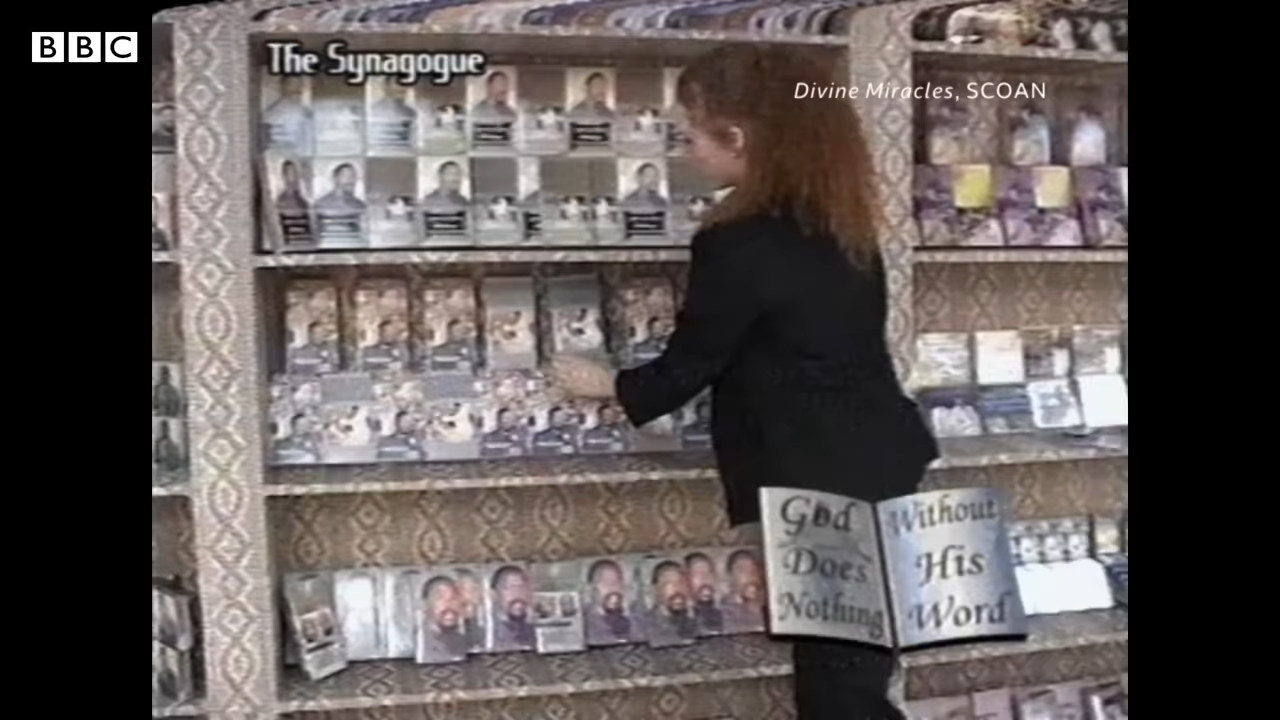 BBC
The Synagogue
Divine Miracles, SCOAN
God
Does
Nothing
Without
His
Word